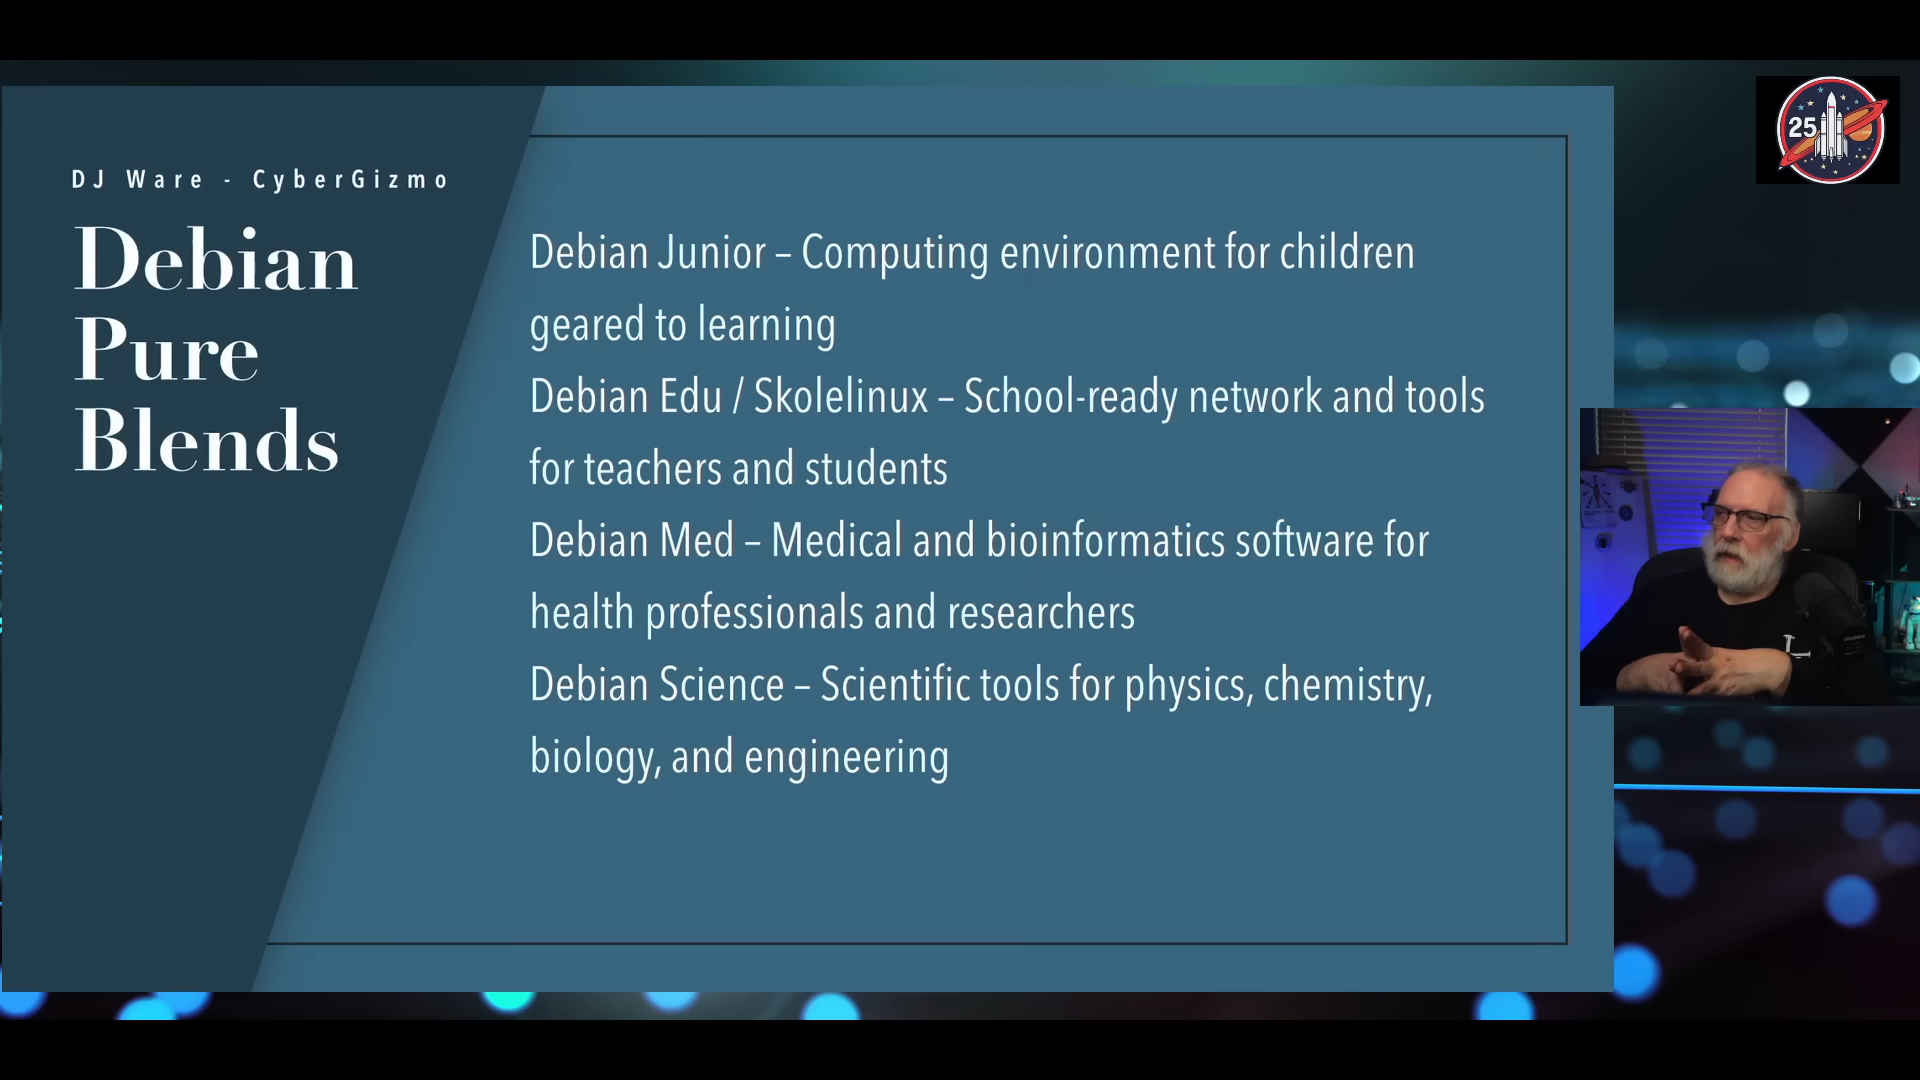 DJ Ware - CyberGizmo
Debian
Pure
Blends
Debian Junior – Computing environment for children
geared to learning
Debian Edu / Skolelinux – School-ready network and tools
for teachers and students
Debian Med – Medical and bioinformatics software for
health professionals and researchers
Debian Science – Scientific tools for physics, chemistry,
biology, and engineering
25